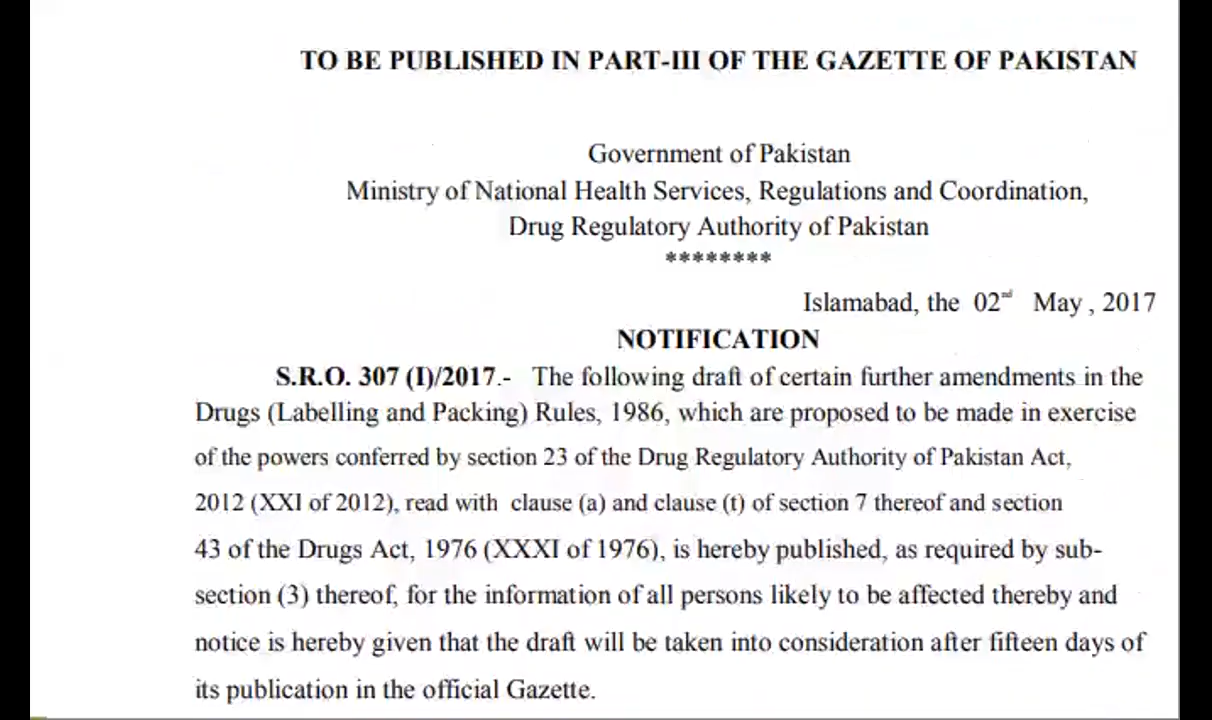 TO BE PUBLISHED IN PART-III OF THE GAZETTE OF PAKISTAN
Government of Pakistan
Ministry of National Health Services, Regulations and Coordination,
Drug Regulatory Authority of Pakistan
********
Islamabad, the 02nd May , 2017
NOTIFICATION
S.R.O. 307 (I)/2017.- The following draft of certain further amendments in the
Drugs (Labelling and Packing) Rules, 1986, which are proposed to be made in exercise
of the powers conferred by section 23 of the Drug Regulatory Authority of Pakistan Act,
2012 (XXI of 2012), read with clause (a) and clause (t) of section 7 thereof and section
43 of the Drugs Act, 1976 (XXXI of 1976), is hereby published, as required by sub-
section (3) thereof, for the information of all persons likely to be affected thereby and
notice is hereby given that the draft will be taken into consideration after fifteen days of
its publication in the official Gazette.